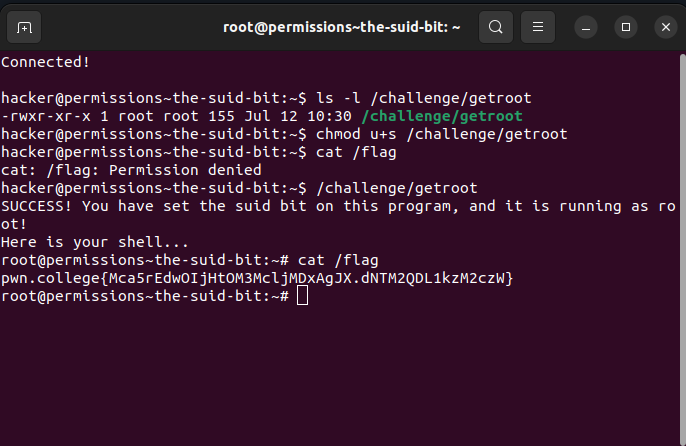 root@permissions~the-suid-bit: ~
Connected!
hacker@permissions~the-suid-bit:~$ ls -l /challenge/getroot
-rwxr-xr-x 1 root root 155 Jul 12 10:30 /challenge/getroot
hacker@permissions~the-suid-bit:~$ chmod u+s /challenge/getroot
hacker@permissions~the-suid-bit:~$ cat /flag
cat: /flag: Permission denied
hacker@permissions~the-suid-bit:~$ /challenge/getroot
SUCCESS! You have set the suid bit on this program, and it is running as ro
ot!
Here is your shell...
root@permissions~the-suid-bit:~# cat /flag
pwn.college{Mca5rEdwOIjHtOM3McljMDxAgJX.dNTM2QDL1kzM2czW}
root@permissions~the-suid-bit:~#